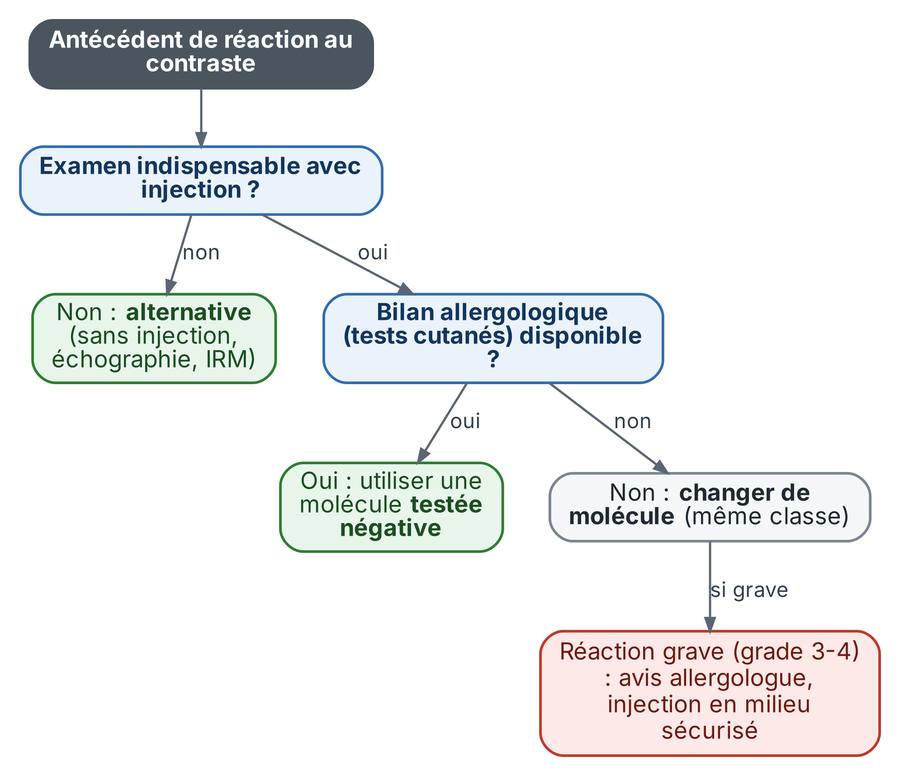 Antécédent de réaction au
contraste
Examen indispensable avec
injection ?
non
oui
Non : alternative
(sans injection,
échographie, IRM)
Bilan allergologique
(tests cutanés) disponible
?
oui
non
Oui : utiliser une
molécule testée
négative
Non : changer de
molécule (même classe)
si grave
Réaction grave (grade 3-4)
: avis allergologue,
injection en milieu
sécurisé